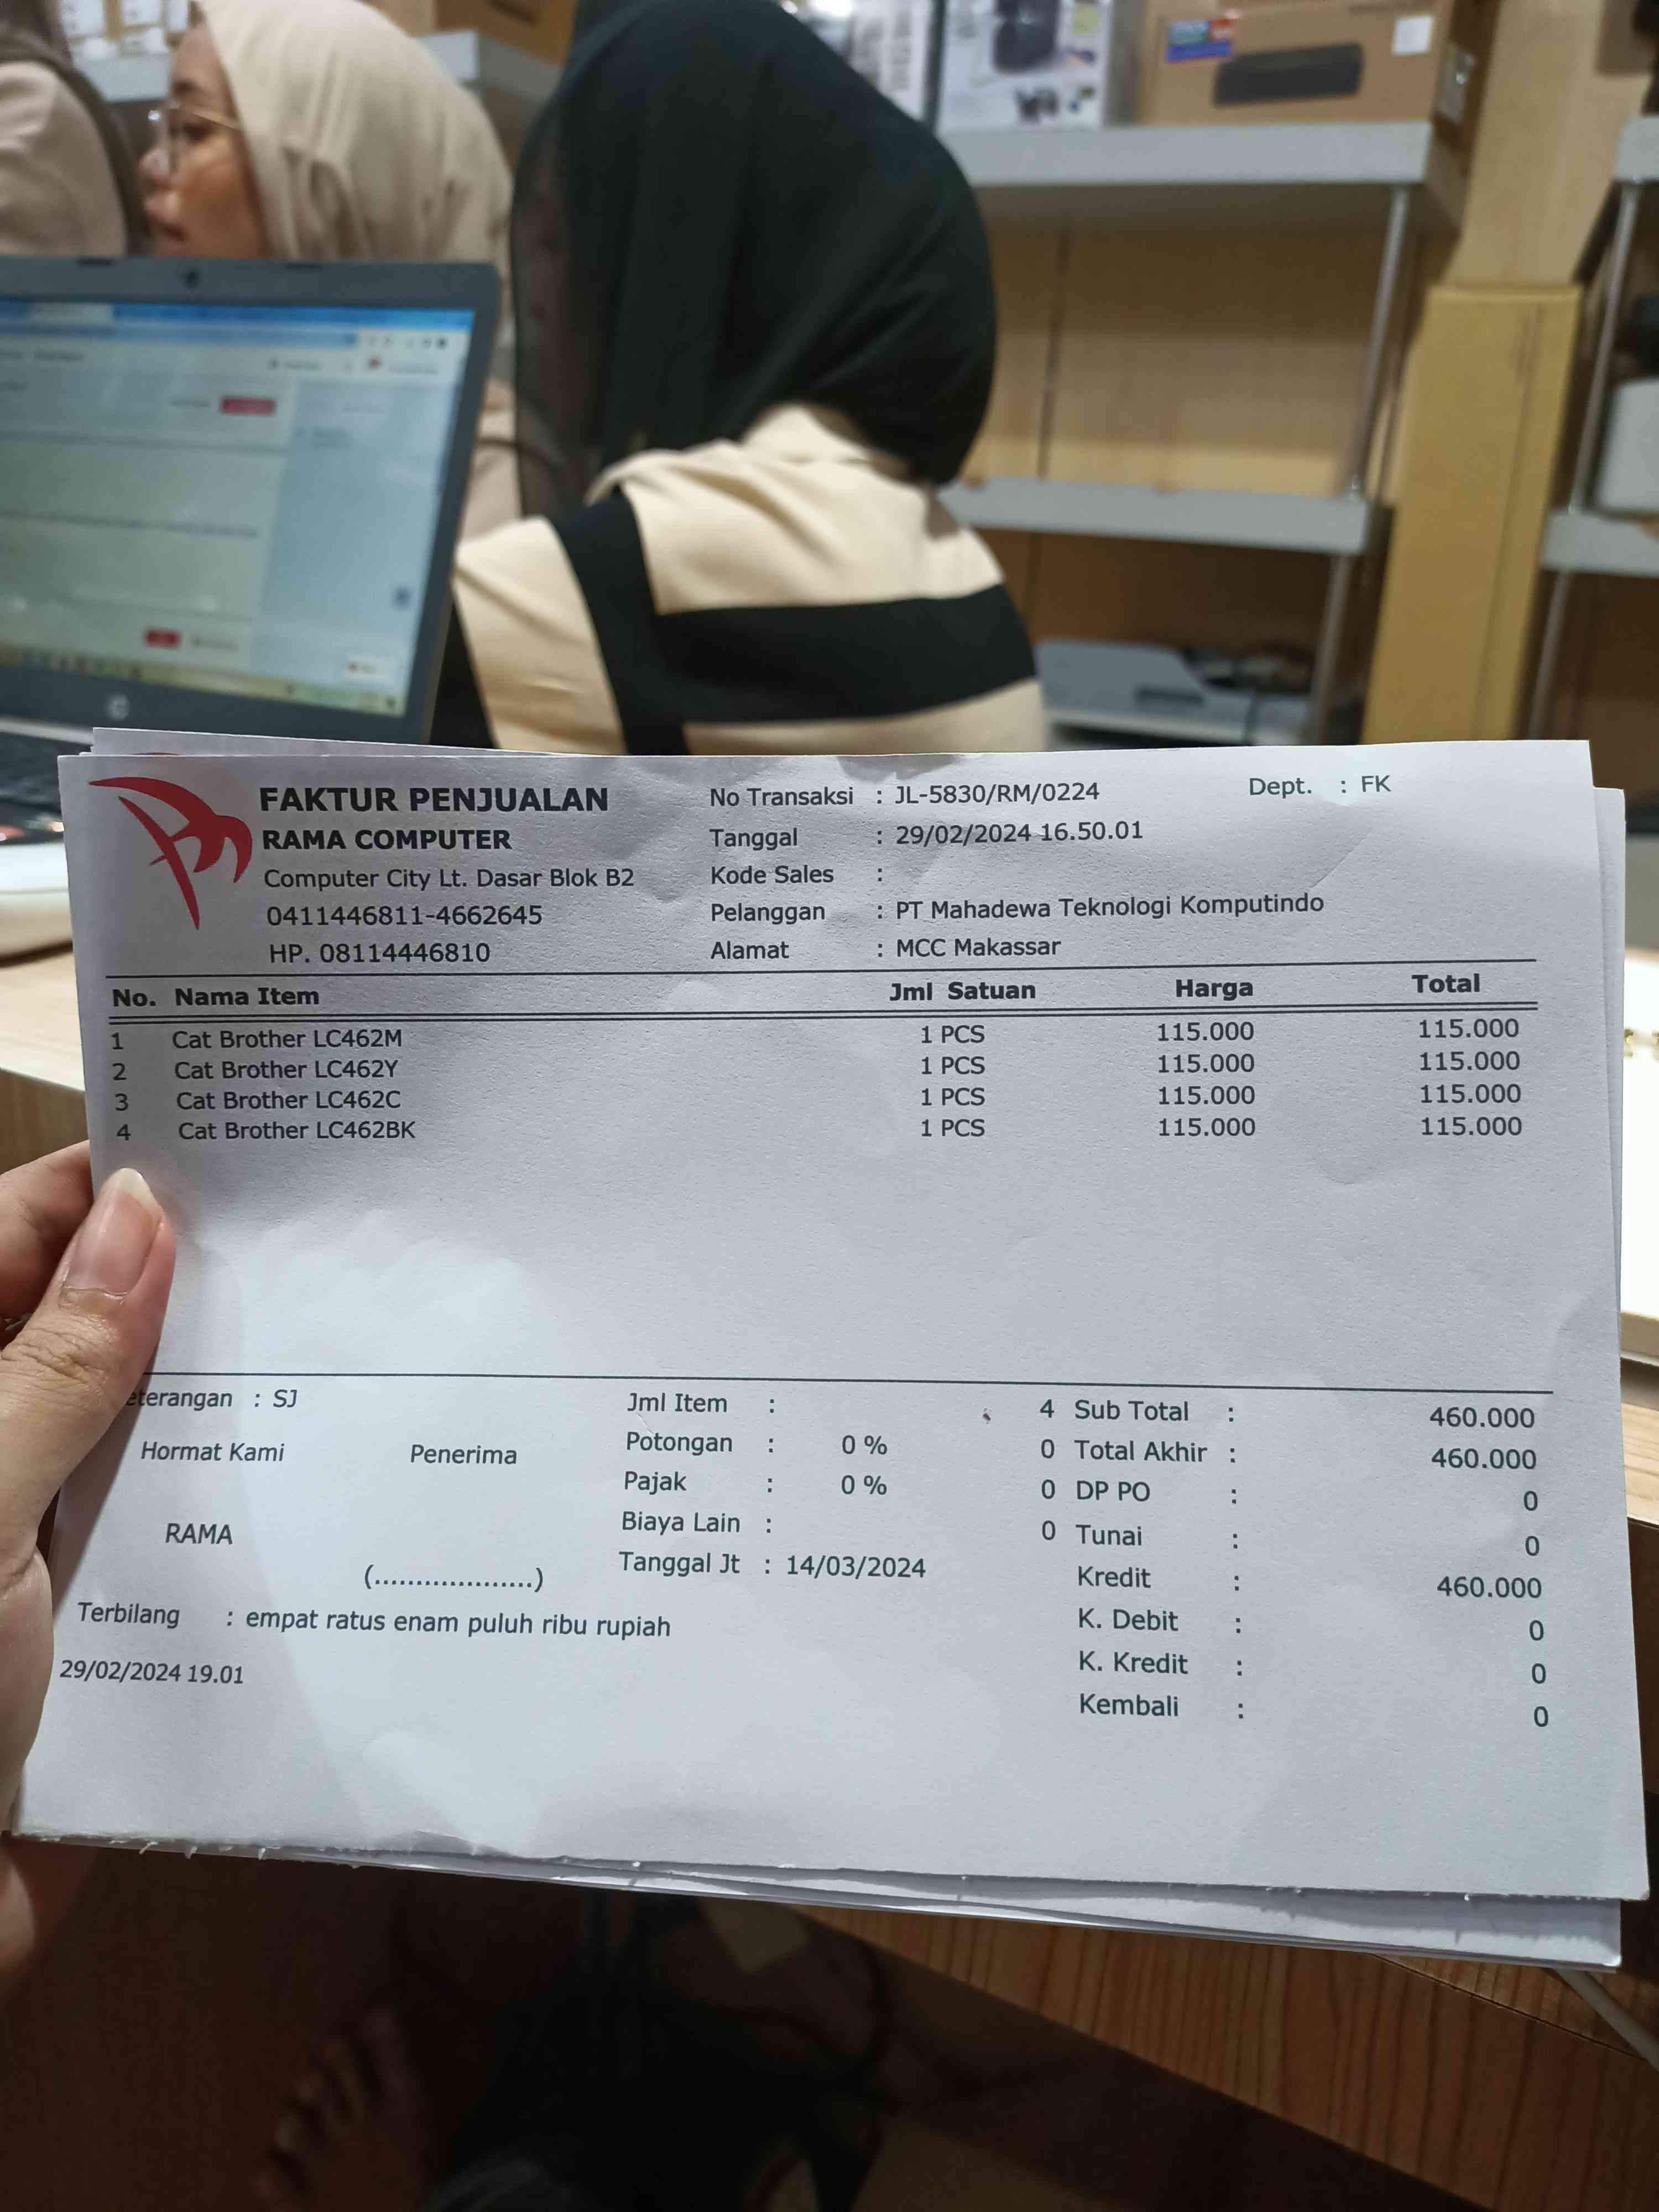 FAKTUR PENJUALAN
RAMA COMPUTER
Computer City Lt. Dasar Blok B2
0411446811-4662645
HP. 08114446810
No Transaksi : JL-5830/RM/0224
Tanggal : 29/02/2024 16.50.01
Kode Sales :
Pelanggan : PT Mahadewa Teknologi Komputindo
Alamat : MCC Makassar
Dept. : FK
No. Nama Item Jml Satuan Harga Total
1 Cat Brother LC462M 1 PCS 115.000 115.000
2 Cat Brother LC462Y 1 PCS 115.000 115.000
3 Cat Brother LC462C 1 PCS 115.000 115.000
4 Cat Brother LC462BK 1 PCS 115.000 115.000
eterangan : SJ
Hormat Kami Penerima
RAMA
(....................)
Jml Item : 4
Potongan : 0 % 0
Pajak : 0 % 0
Biaya Lain : 0
Tanggal Jt : 14/03/2024
Sub Total : 460.000
Total Akhir : 460.000
DP PO : 0
Tunai : 0
Kredit : 460.000
K. Debit : 0
K. Kredit : 0
Kembali : 0
Terbilang : empat ratus enam puluh ribu rupiah
29/02/2024 19.01